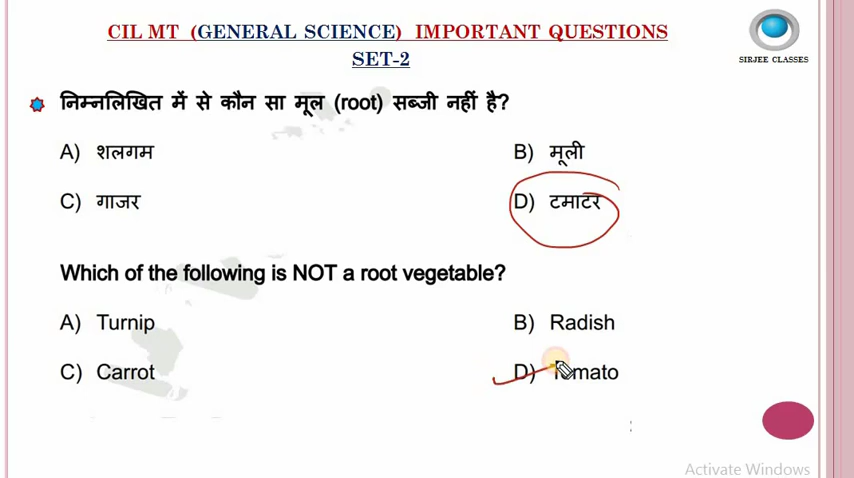 CIL MT (GENERAL SCIENCE) IMPORTANT QUESTIONS
SET-2
SIRJEE CLASSES
निम्नलिखित में से कौन सा मूल (root) सब्जी नहीं है?
A) शलगम B) मूली
C) गाजर D) टमाटर
Which of the following is NOT a root vegetable?
A) Turnip B) Radish
C) Carrot D) Tomato
Activate Windows